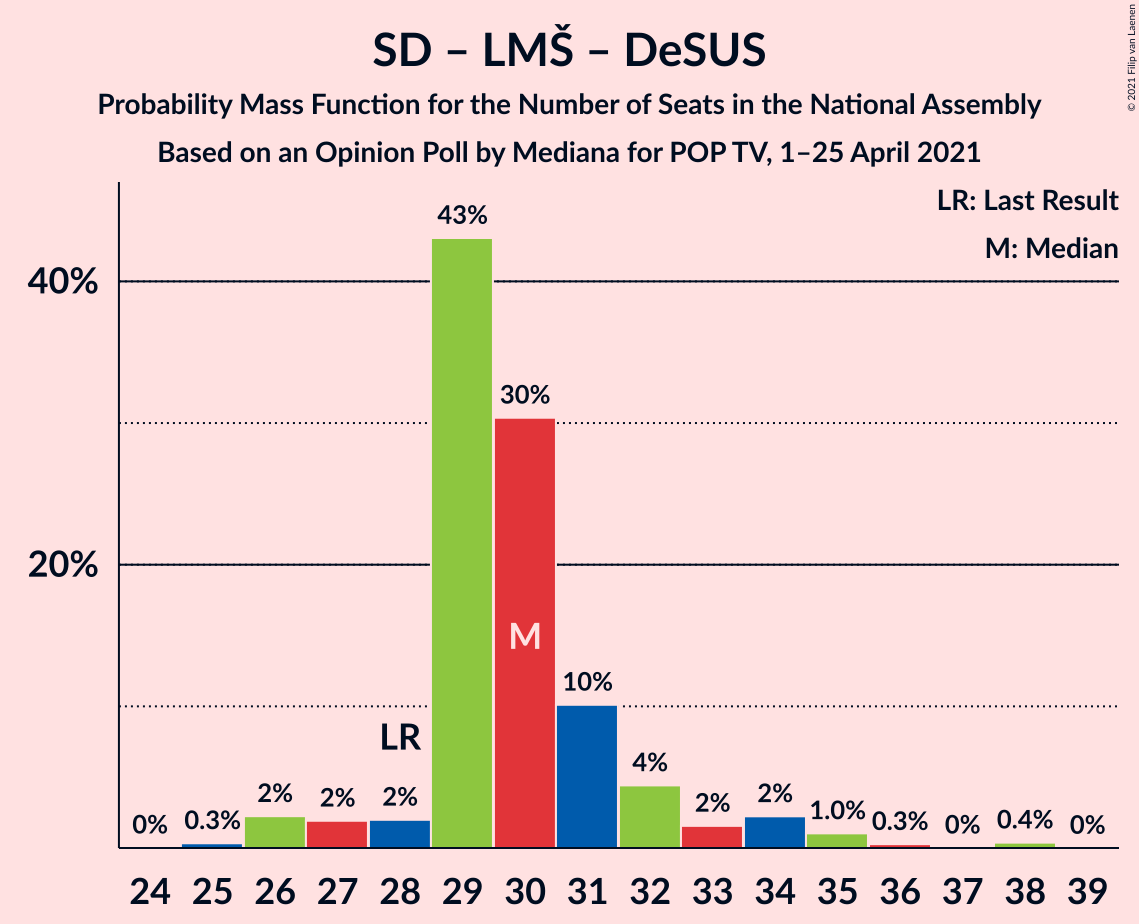 SD – LMŠ – DeSUS
Probability Mass Function for the Number of Seats in the National Assembly
Based on an Opinion Poll by Mediana for POP TV, 1–25 April 2021
© 2021 Filip van Laenen
LR: Last Result
M: Median
43%
40%
30%
20%
M
10%
LR
4%
0% 0.3% 2% 2% 2% 2% 2% 1.0% 0.3% 0% 0.4% 0%
24 25 26 27 28 29 30 31 32 33 34 35 36 37 38 39